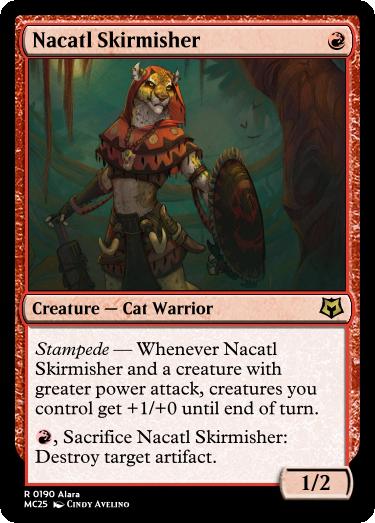 Nacatl Skirmisher
Creature — Cat Warrior
Stampede — Whenever Nacatl
Skirmisher and a creature with
greater power attack, creatures you
control get +1/+0 until end of turn.
, Sacrifice Nacatl Skirmisher:
Destroy target artifact.
1/2
R 0190 Alara
MC25 Cindy Avelino